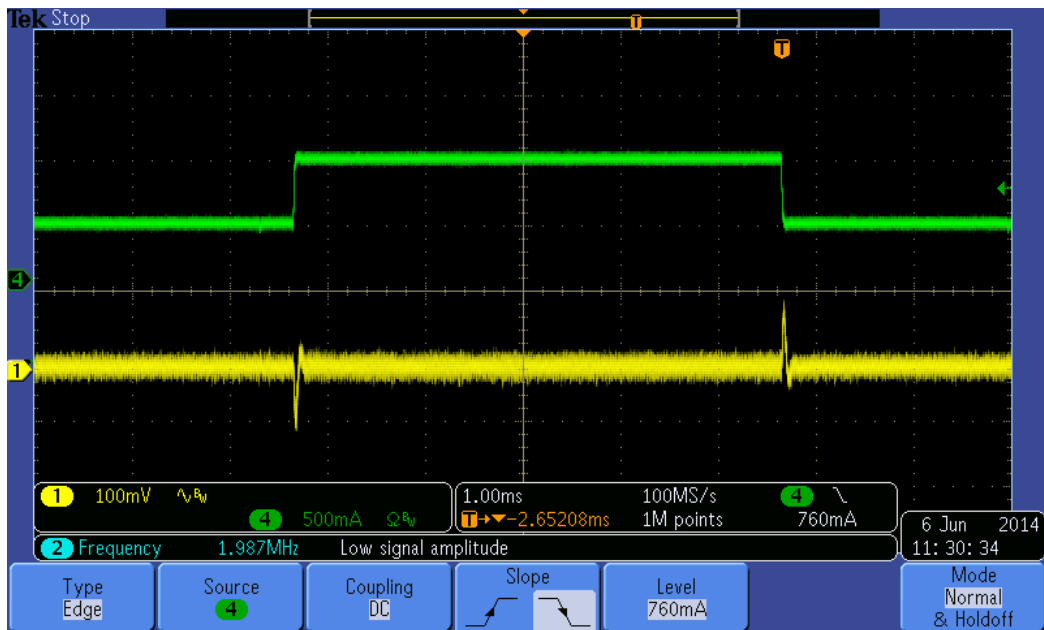 Tek Stop
T
T
4
1
1 100mV ∿BW
4 500mA ΩBW
1.00ms 100MS/s 4 \
T→▼-2.65208ms 1M points 760mA
2 Frequency 1.987MHz Low signal amplitude
6 Jun 2014
11:30:34
Type
Edge
Source
4
Coupling
DC
Slope
Level
760mA
Mode
Normal
& Holdoff